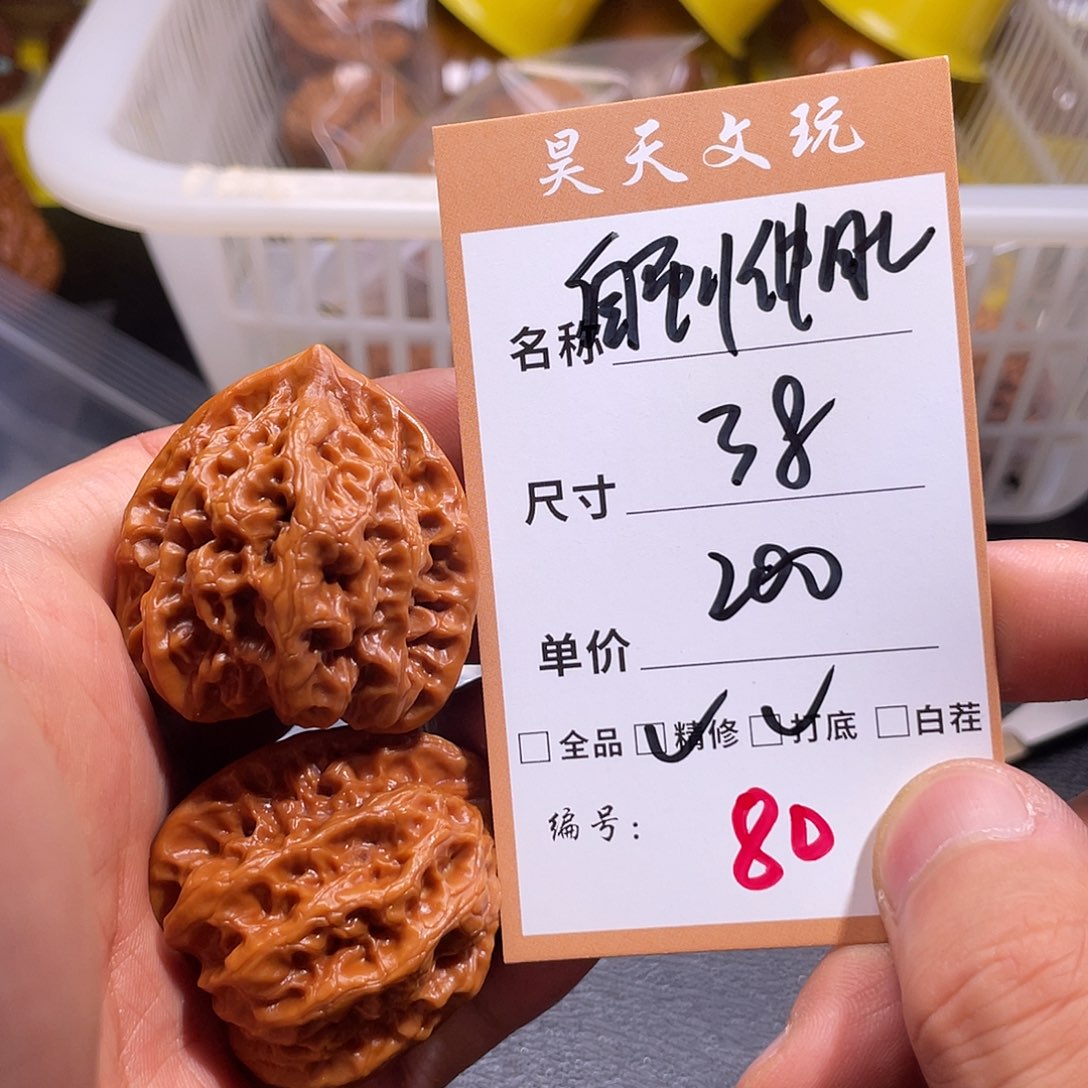 昊天文玩
名称
尺寸 38
单价 200
全品 精修 打底 白茬
编号： 80